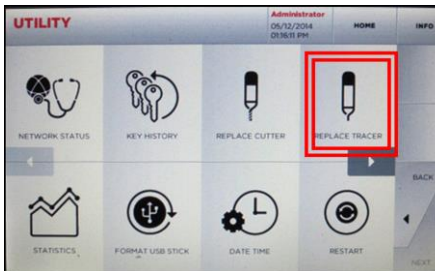 UTILITY
Administrator
05/12/2014
01:16:11 PM
HOME
INFO
NETWORK STATUS
KEY HISTORY
REPLACE CUTTER
REPLACE TRACER
BACK
STATISTICS
FORMAT USB STICK
DATE TIME
RESTART
NEXT